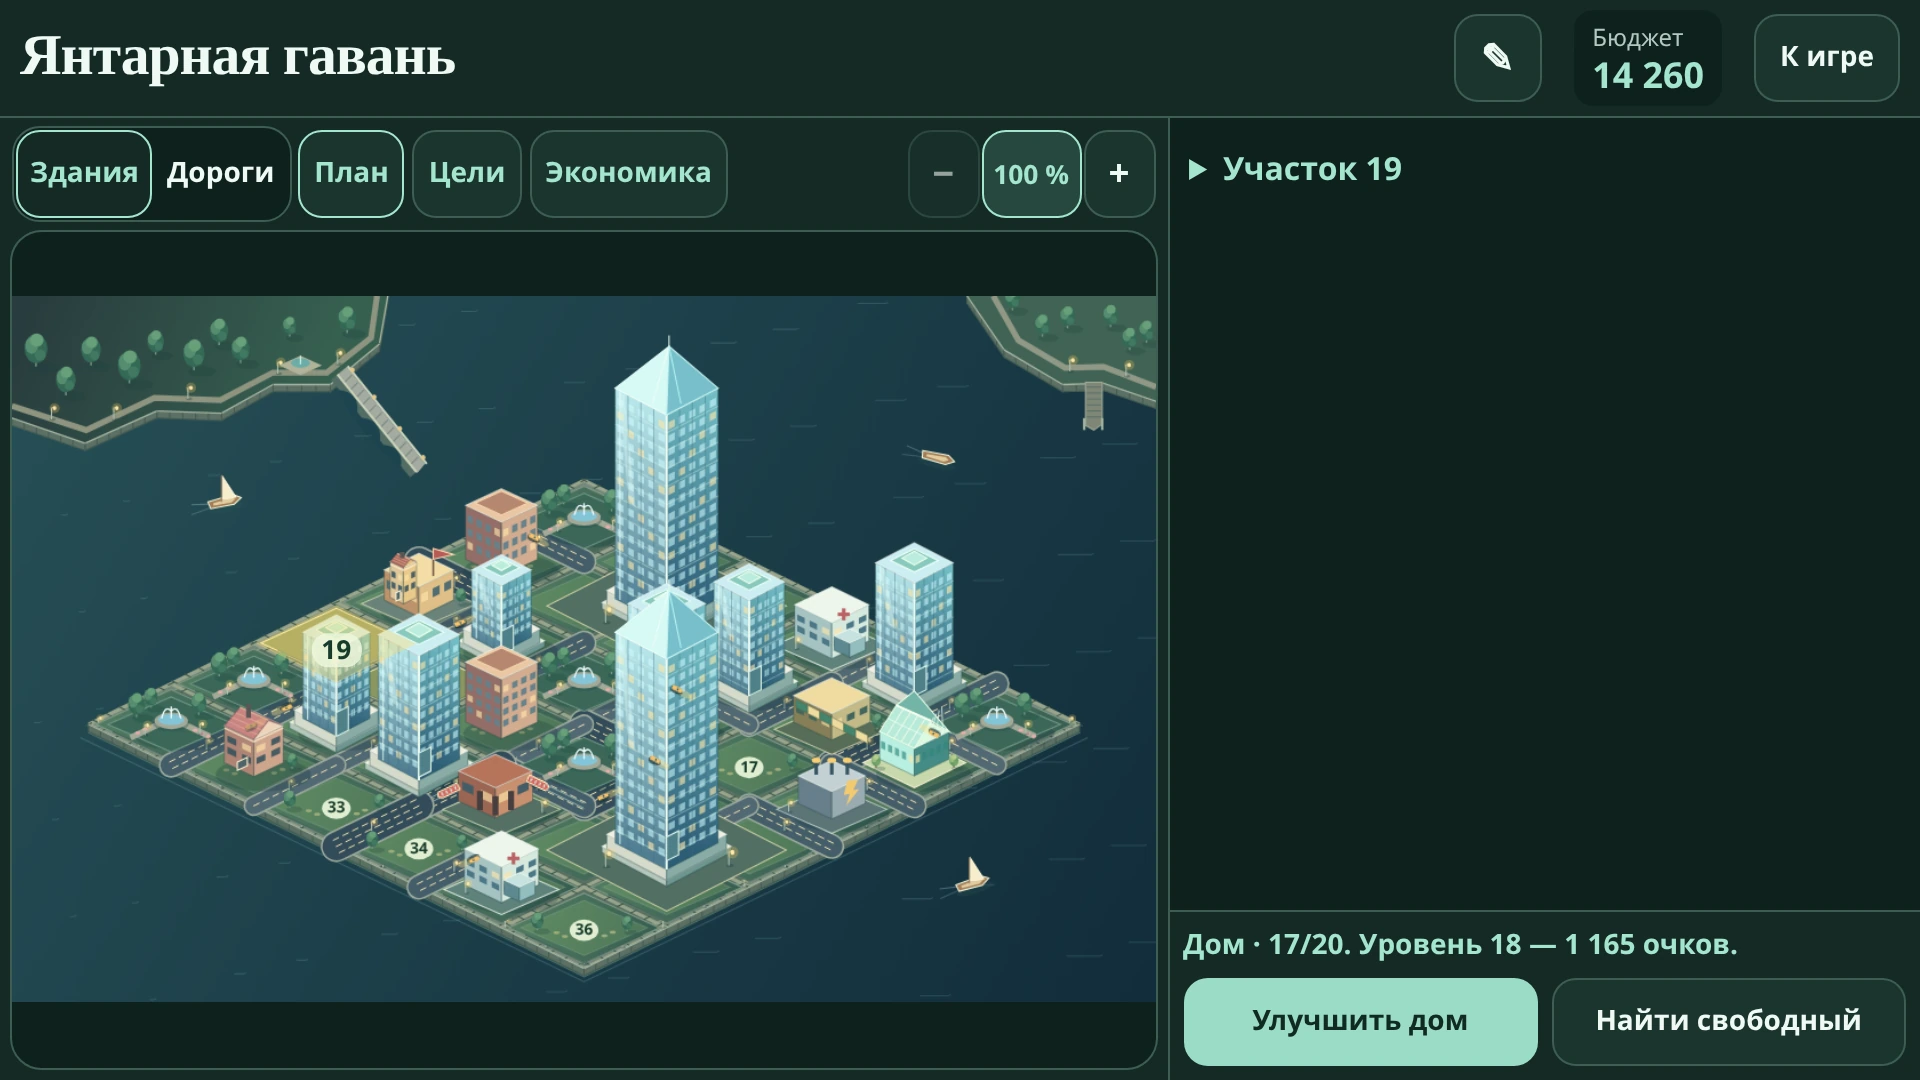 Янтарная гавань
Бюджет
14 260
К игре
Здания Дороги План Цели Экономика
− 100 % +
Участок 19
19
17
33
34
36
Дом · 17/20. Уровень 18 — 1 165 очков.
Улучшить дом
Найти свободный